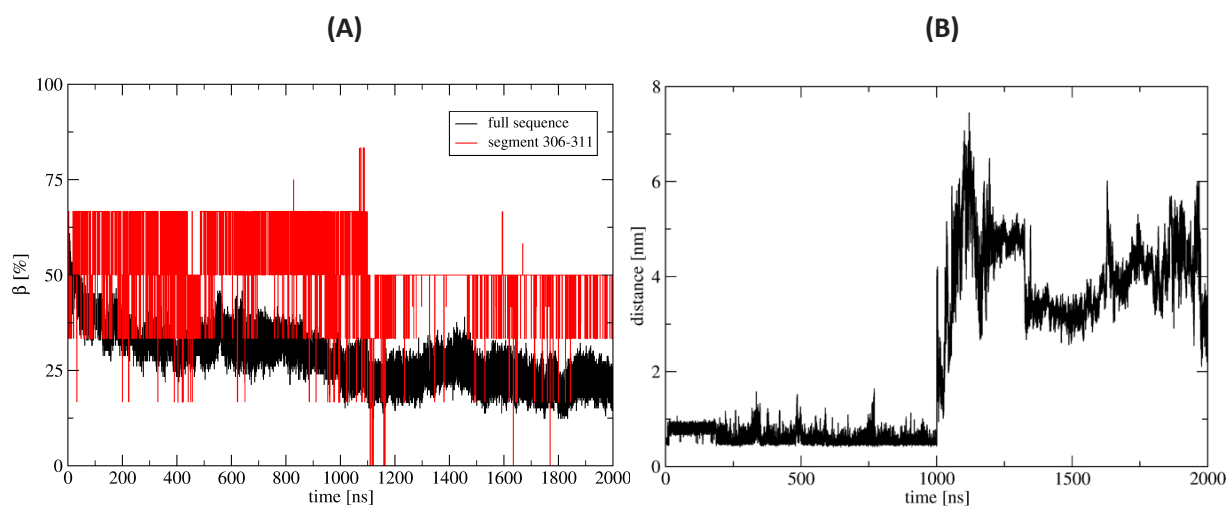 (A)
(B)
100
75
50
25
0
β [%]
full sequence
segment 306-311
0 200 400 600 800 1000 1200 1400 1600 1800 2000
time [ns]
8
6
4
2
0
distance [nm]
0 500 1000 1500 2000
time [ns]